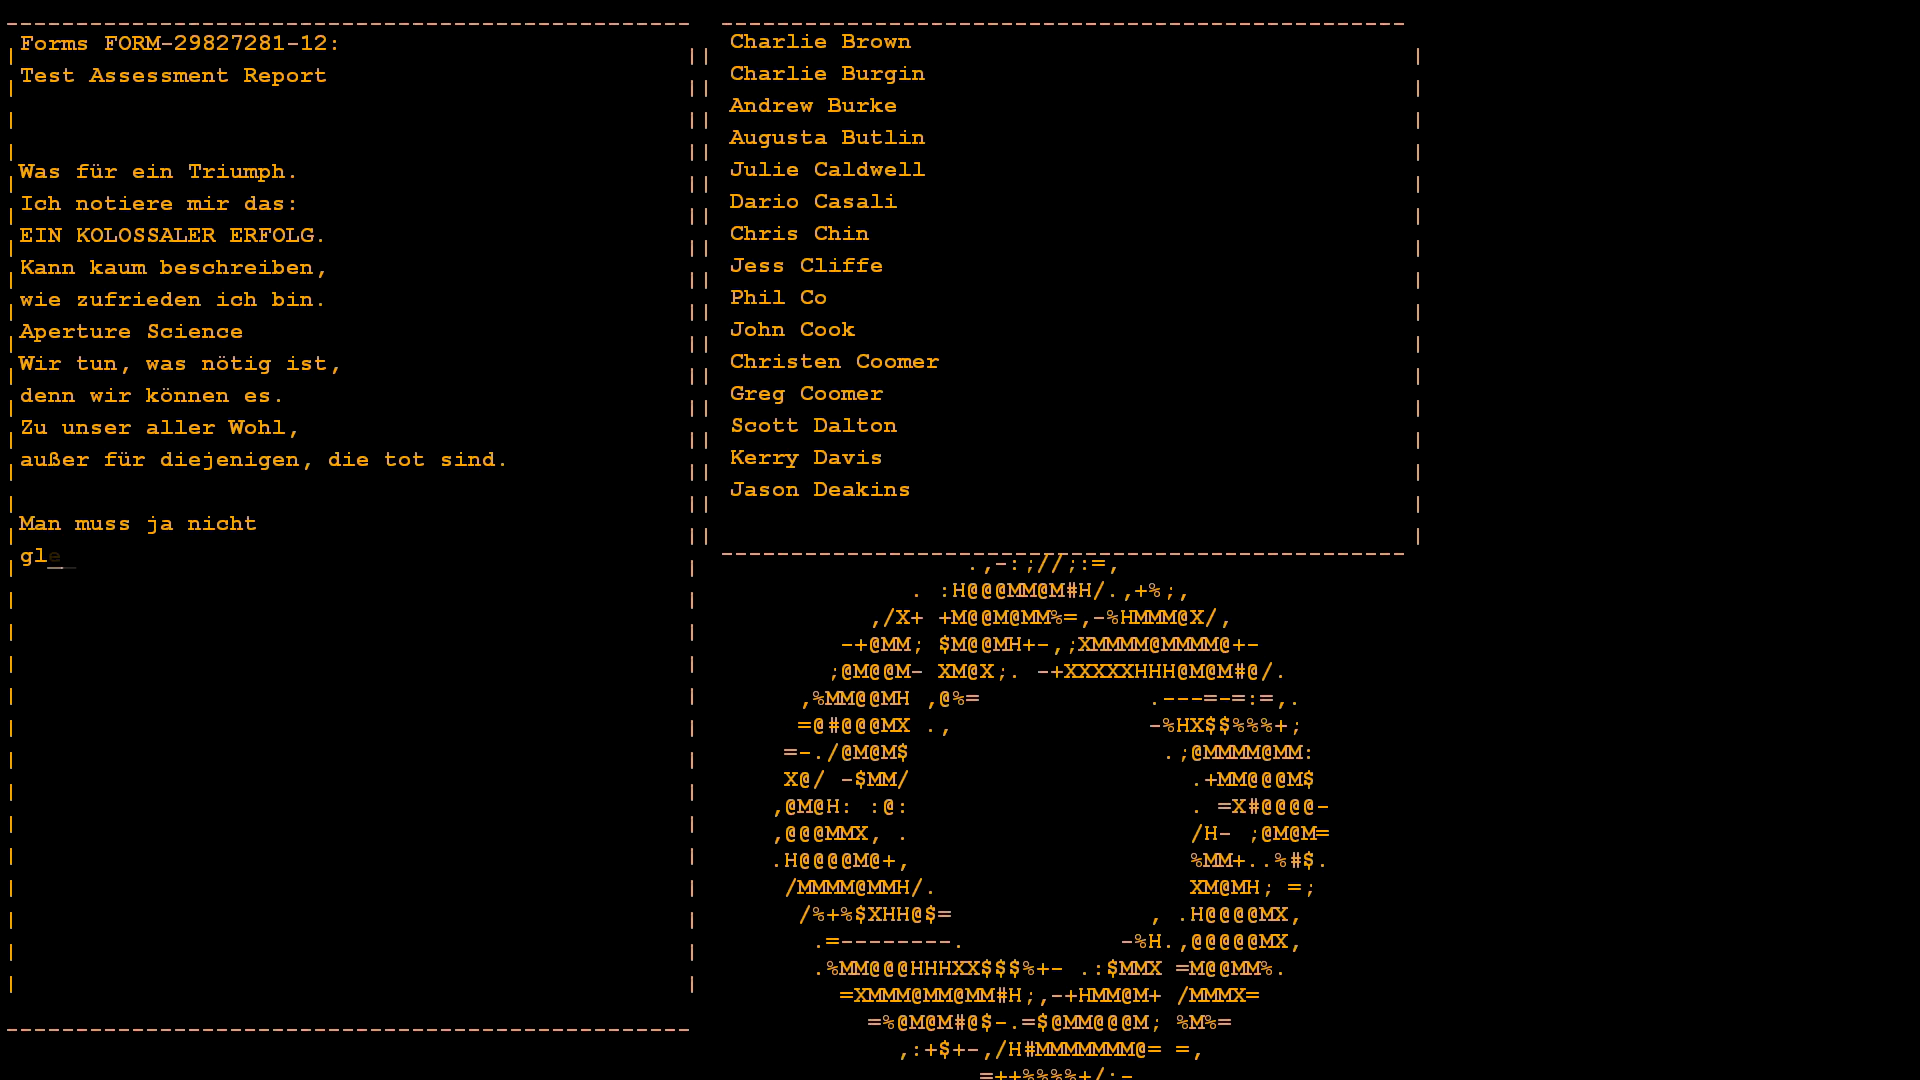 Forms FORM-29827281-12:
Test Assessment Report
Was für ein Triumph.
Ich notiere mir das:
EIN KOLOSSALER ERFOLG.
Kann kaum beschreiben,
wie zufrieden ich bin.
Aperture Science
Wir tun, was nötig ist,
denn wir können es.
Zu unser aller Wohl,
außer für diejenigen, die tot sind.
Man muss ja nicht
gle
Charlie Brown
Charlie Burgin
Andrew Burke
Augusta Butlin
Julie Caldwell
Dario Casali
Chris Chin
Jess Cliffe
Phil Co
John Cook
Christen Coomer
Greg Coomer
Scott Dalton
Kerry Davis
Jason Deakins